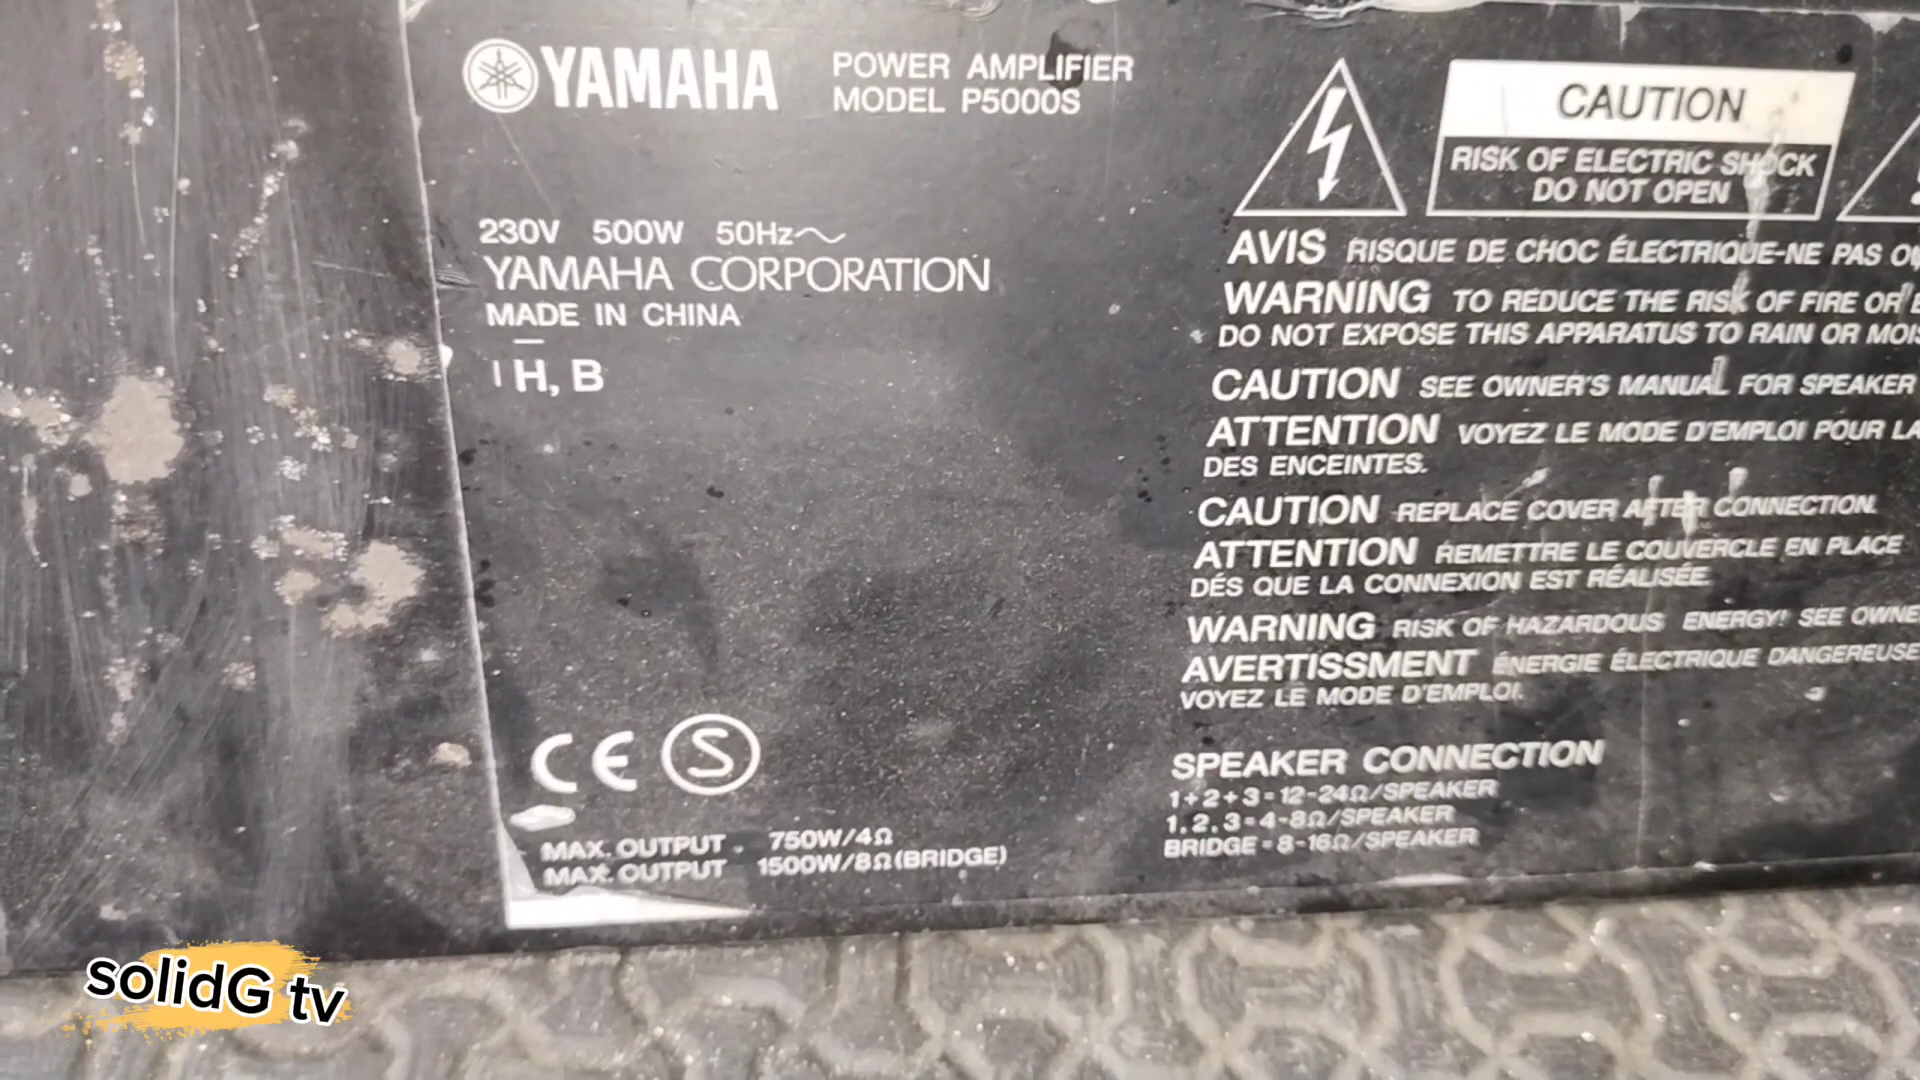 YAMAHA
POWER AMPLIFIER
MODEL P5000S
230V 500W 50Hz
YAMAHA CORPORATION
MADE IN CHINA
H, B
CE S
MAX. OUTPUT 750W/4Ω
MAX. OUTPUT 1500W/8Ω(BRIDGE)
CAUTION
RISK OF ELECTRIC SHOCK
DO NOT OPEN
AVIS RISQUE DE CHOC ÉLECTRIQUE-NE PAS
WARNING TO REDUCE THE RISK OF FIRE OR
DO NOT EXPOSE THIS APPARATUS TO RAIN OR
CAUTION SEE OWNER'S MANUAL FOR SPEAKER
ATTENTION VOYEZ LE MODE D'EMPLOI POUR LA
DES ENCEINTES.
CAUTION REPLACE COVER AFTER CONNECTION.
ATTENTION REMETTRE LE COUVERCLE EN PLACE
DÉS QUE LA CONNEXION EST RÉALISÉE.
WARNING RISK OF HAZARDOUS ENERGY! SEE
AVERTISSMENT ÉNERGIE ÉLECTRIQUE DANGEREUSE
VOYEZ LE MODE D'EMPLOI.
SPEAKER CONNECTION
1+2+3=12-24Ω/SPEAKER
1, 2, 3=4-8Ω/SPEAKER
BRIDGE=8-16Ω/SPEAKER
solidG tv